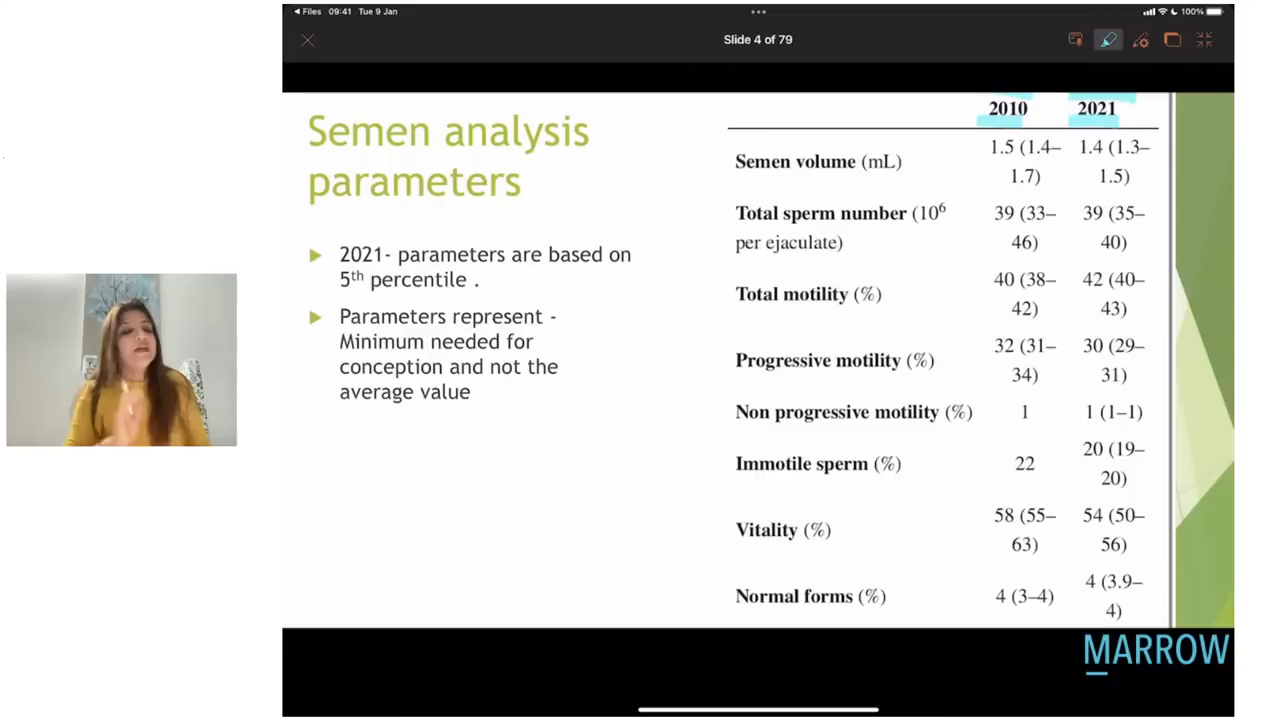 Files 09:41 Tue 9 Jan
100%
Slide 4 of 79
Semen analysis
parameters
2021- parameters are based on
5th percentile .
Parameters represent -
Minimum needed for
conception and not the
average value
2010 2021
Semen volume (mL) 1.5 (1.4–1.7) 1.4 (1.3–1.5)
Total sperm number (10⁶ per ejaculate) 39 (33–46) 39 (35–40)
Total motility (%) 40 (38–42) 42 (40–43)
Progressive motility (%) 32 (31–34) 30 (29–31)
Non progressive motility (%) 1 1 (1–1)
Immotile sperm (%) 22 20 (19–20)
Vitality (%) 58 (55–63) 54 (50–56)
Normal forms (%) 4 (3–4) 4 (3.9–4)
MARROW